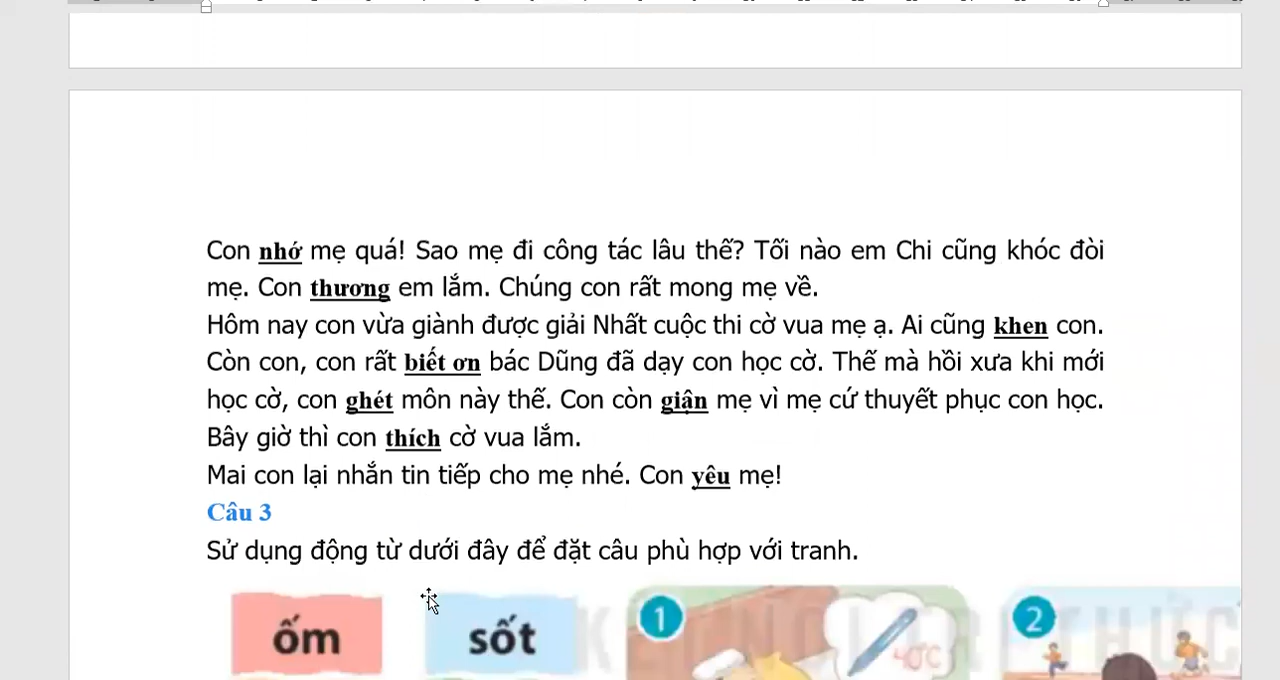 Con nhớ mẹ quá! Sao mẹ đi công tác lâu thế? Tối nào em Chi cũng khóc đòi
mẹ. Con thương em lắm. Chúng con rất mong mẹ về.
Hôm nay con vừa giành được giải Nhất cuộc thi cờ vua mẹ ạ. Ai cũng khen con.
Còn con, con rất biết ơn bác Dũng đã dạy con học cờ. Thế mà hồi xưa khi mới
học cờ, con ghét môn này thế. Con còn giận mẹ vì mẹ cứ thuyết phục con học.
Bây giờ thì con thích cờ vua lắm.
Mai con lại nhắn tin tiếp cho mẹ nhé. Con yêu mẹ!
Câu 3
Sử dụng động từ dưới đây để đặt câu phù hợp với tranh.
ốm sốt 1 2
KẾT NỐI TRI THỨC